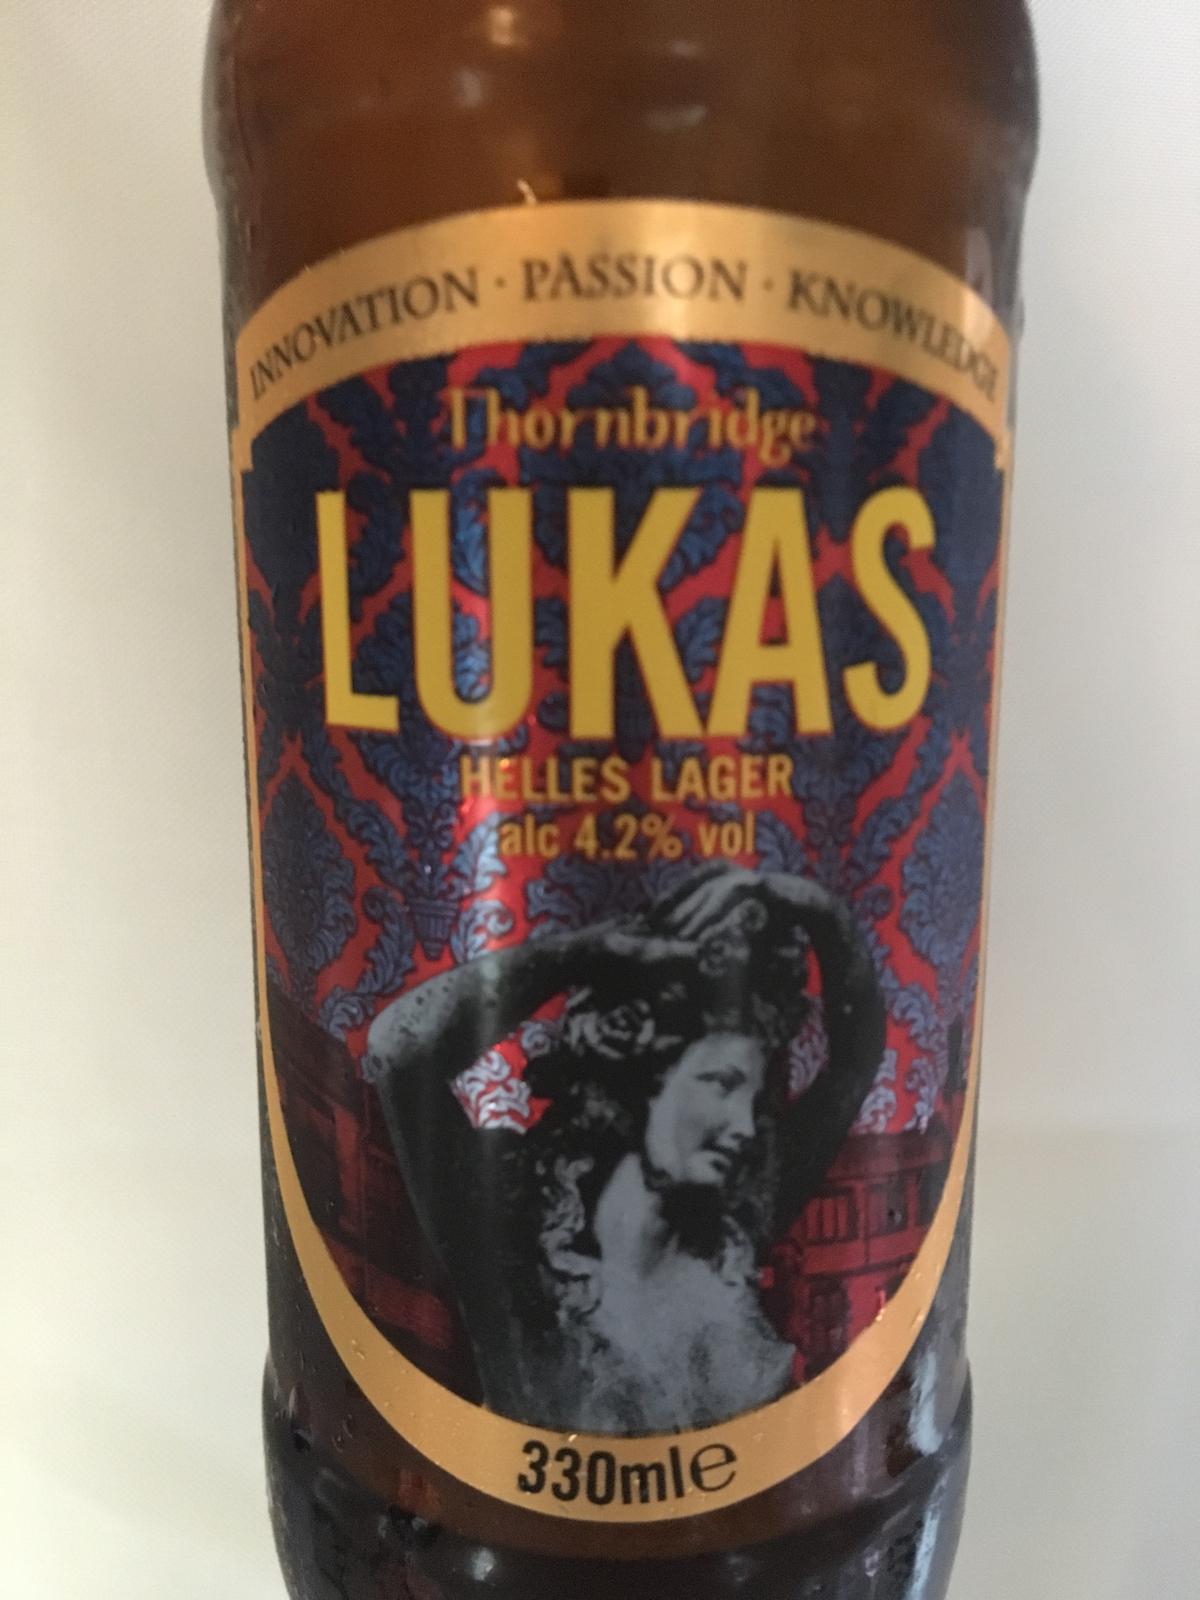 INNOVATION · PASSION · KNOWLEDGE
Thornbridge
LUKAS
HELLES LAGER
alc 4.2% vol
330ml℮